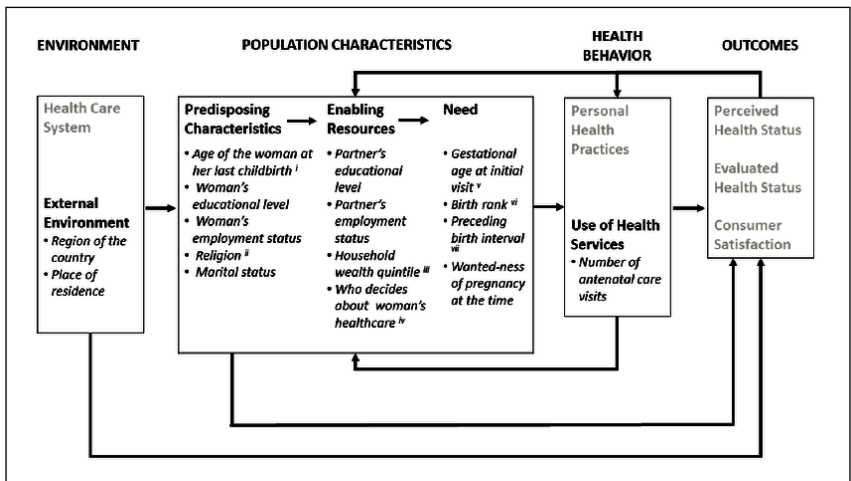 ENVIRONMENT
POPULATION CHARACTERISTICS
HEALTH
BEHAVIOR
OUTCOMES
Health Care
System
External
Environment
• Region of the
country
• Place of
residence
Predisposing
Characteristics
• Age of the woman at
her last childbirth i
• Woman's
educational level
• Woman's
employment status
• Religion ii
• Marital status
Enabling
Resources
• Partner's
educational
level
• Partner's
employment
status
• Household
wealth quintile iii
• Who decides
about woman's
healthcare iv
Need
• Gestational
age at initial
visit v
• Birth rank vi
• Preceding
birth interval
vii
• Wanted-ness
of pregnancy
at the time
Personal
Health
Practices
Use of Health
Services
• Number of
antenatal care
visits
Perceived
Health Status
Evaluated
Health Status
Consumer
Satisfaction